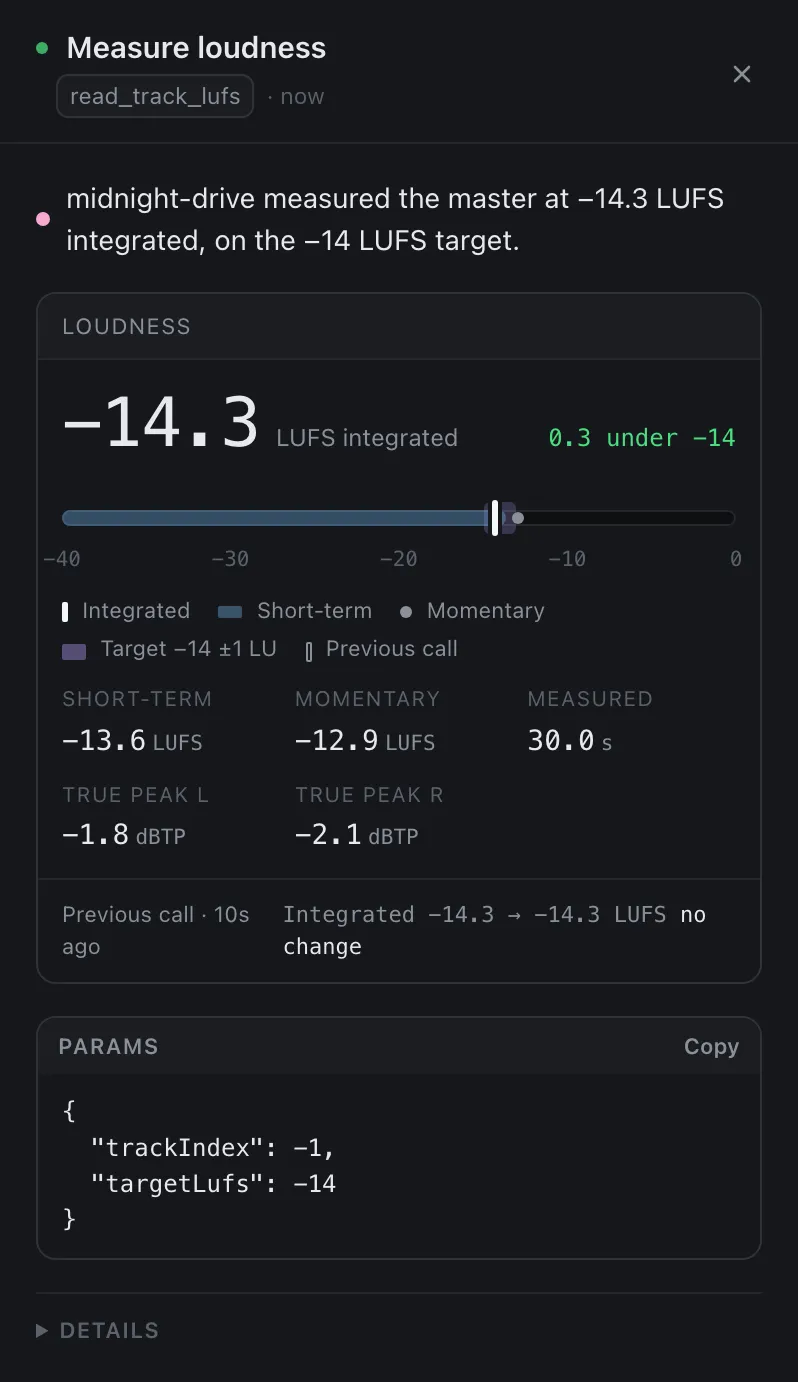 Measure loudness
read_track_lufs · now
midnight-drive measured the master at −14.3 LUFS
integrated, on the −14 LUFS target.
LOUDNESS
−14.3 LUFS integrated 0.3 under −14
−40 −30 −20 −10 0
Integrated Short-term Momentary
Target −14 ±1 LU Previous call
SHORT-TERM MOMENTARY MEASURED
−13.6 LUFS −12.9 LUFS 30.0 s
TRUE PEAK L TRUE PEAK R
−1.8 dBTP −2.1 dBTP
Previous call · 10s ago Integrated −14.3 → −14.3 LUFS no change
PARAMS Copy
{
"trackIndex": −1,
"targetLufs": −14
}
DETAILS